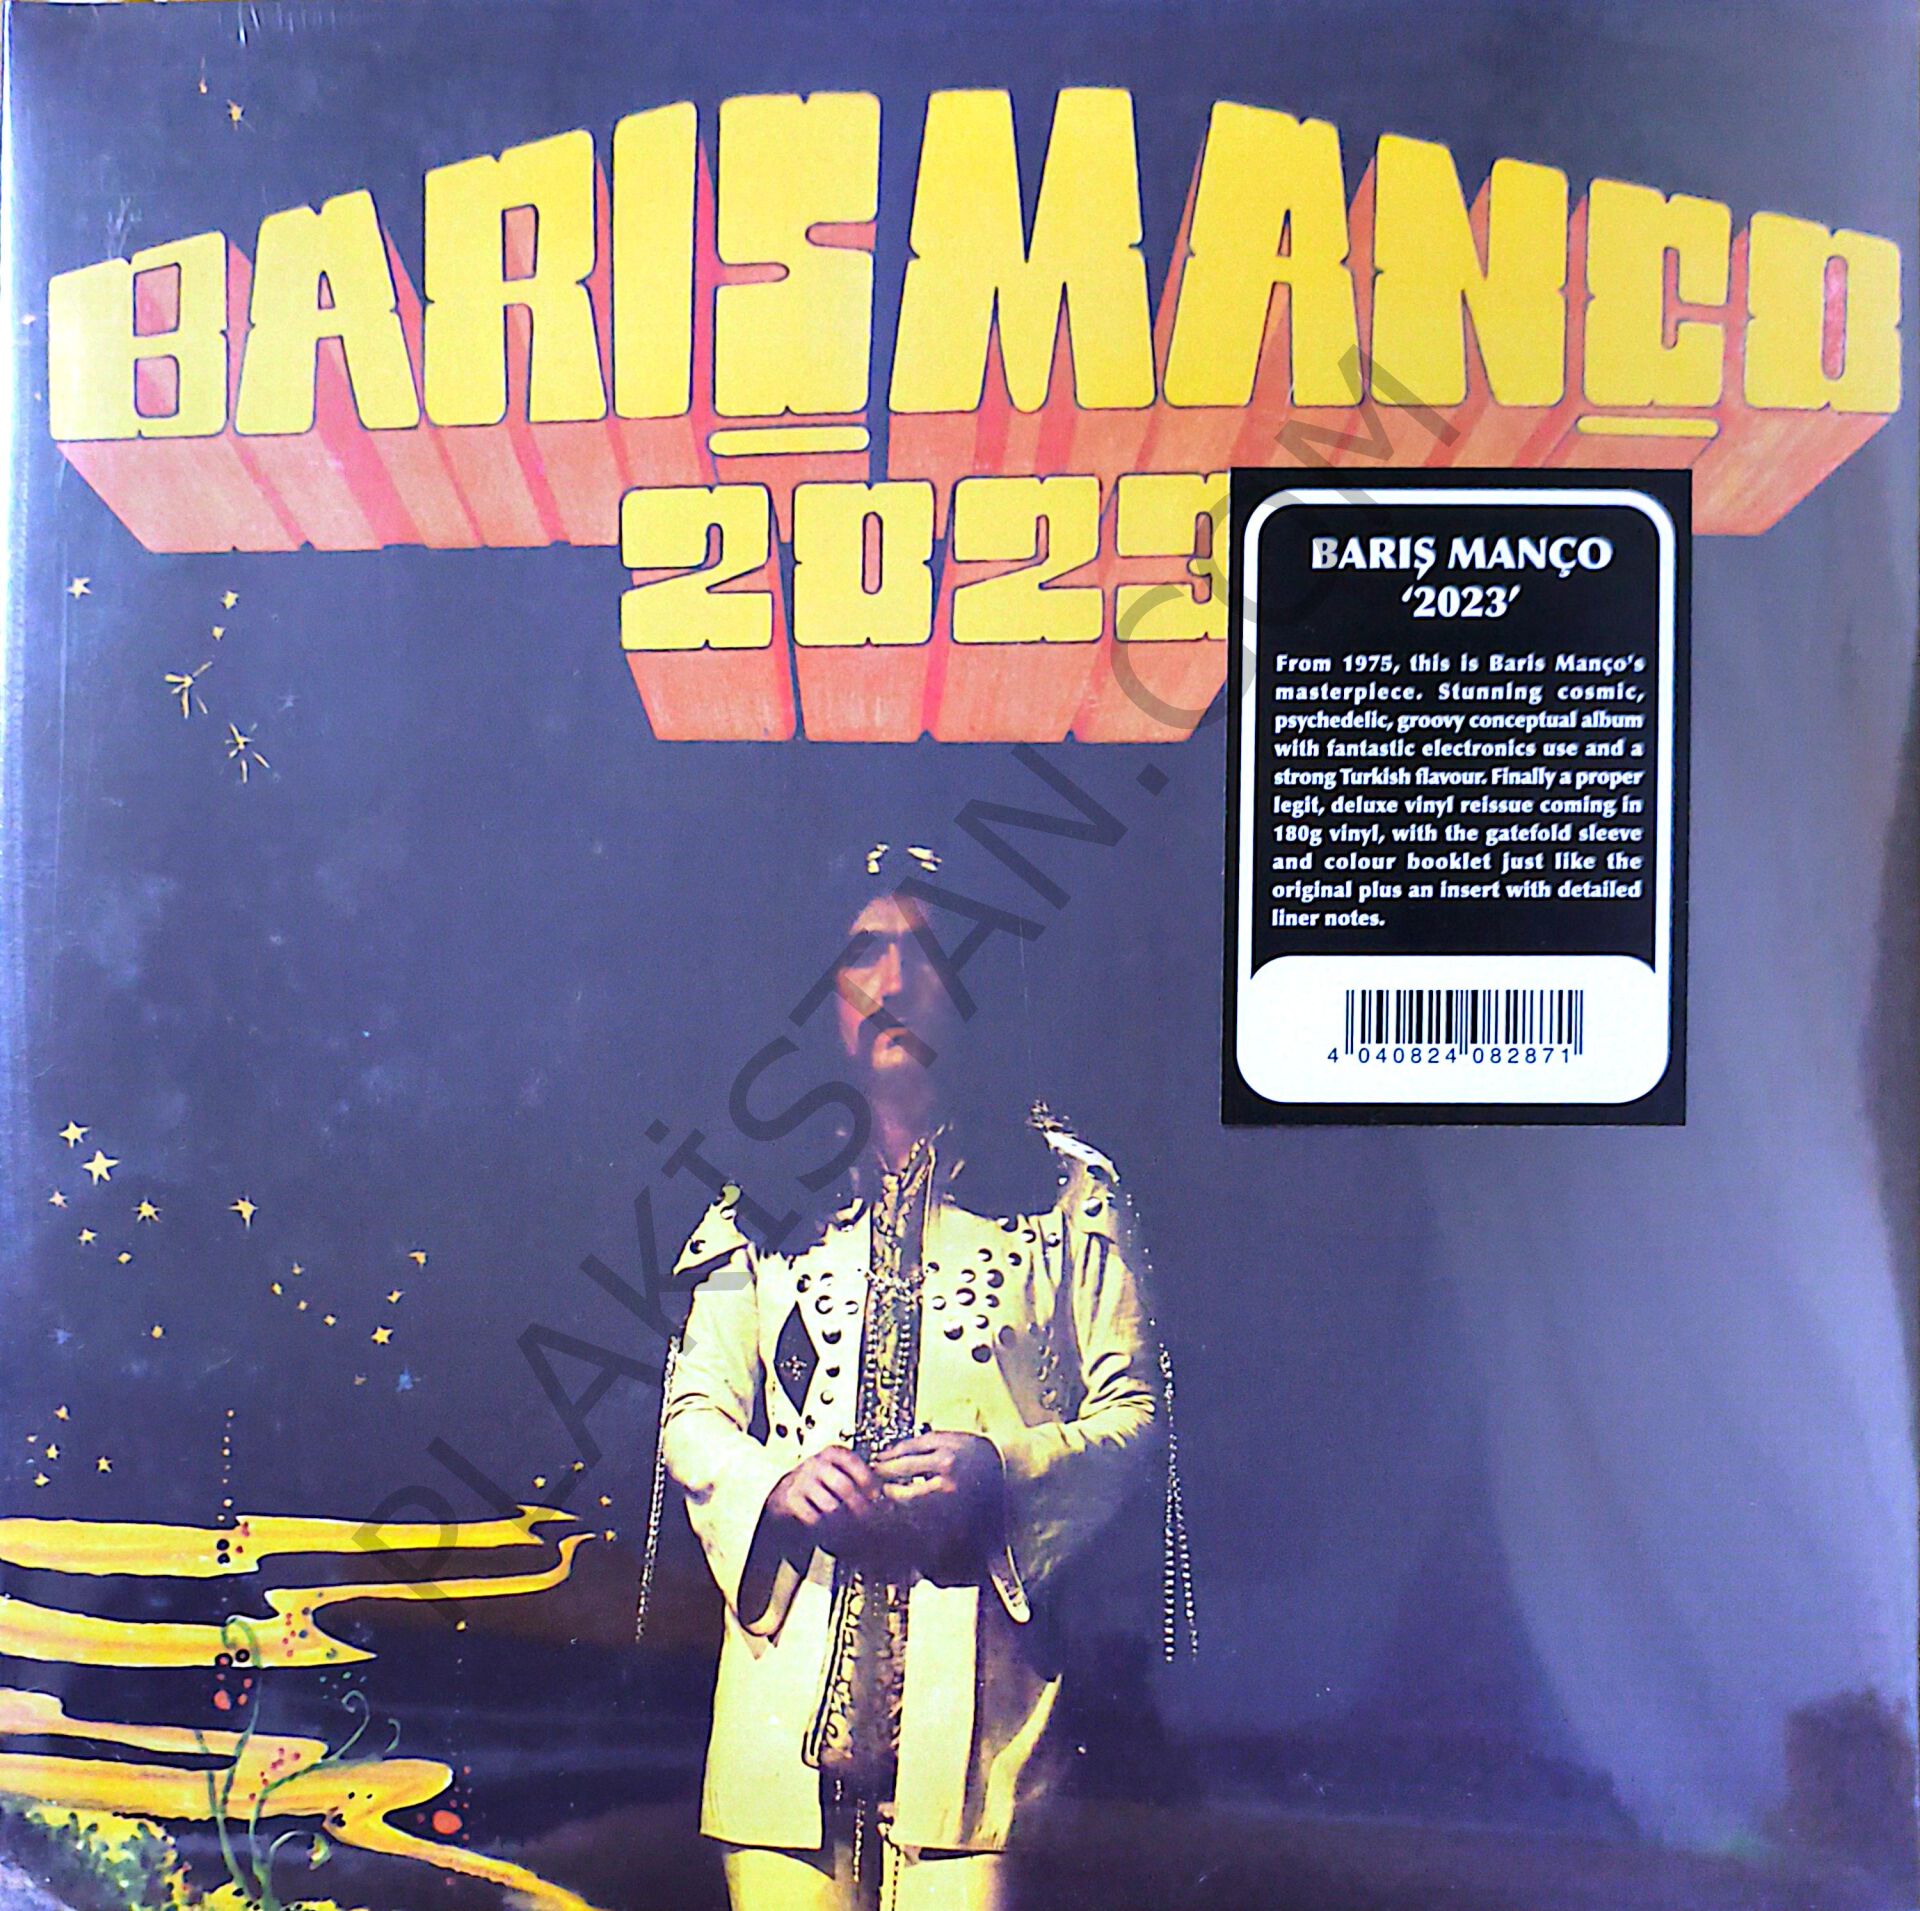 BARIŞ MANÇO
2023
BARIŞ MANÇO
‘2023’
From 1975, this is Baris Manço's
masterpiece. Stunning cosmic,
psychedelic, groovy conceptual album
with fantastic electronics use and a
strong Turkish flavour. Finally a proper
legit, deluxe vinyl reissue coming in
180g vinyl, with the gatefold sleeve
and colour booklet just like the
original plus an insert with detailed
liner notes.
4 040824 082871
PLAKİSTAN.COM